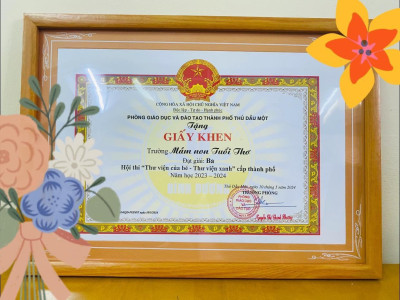 CỘNG HÒA XÃ HỘI CHỦ NGHĨA VIỆT NAM
Độc lập - Tự do - Hạnh phúc
PHÒNG GIÁO DỤC VÀ ĐÀO TẠO THÀNH PHỐ THỦ DẦU MỘT
Tặng
GIẤY KHEN
Trường Mầm non Tuổi Thơ
Đạt giải: Ba
Hội thi "Thư viện của bé - Thư viện xanh" cấp thành phố
Năm học 2023 - 2024
TRƯỞNG PHÒNG